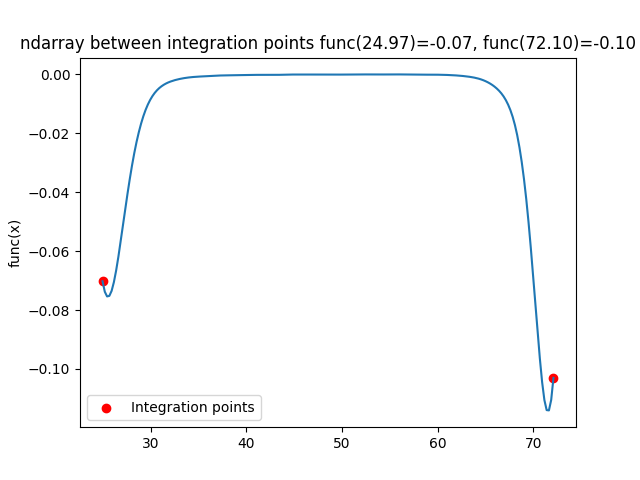 ndarray between integration points func(24.97)=-0.07, func(72.10)=-0.10
0.00
−0.02
−0.04
−0.06
−0.08
−0.10
func(x)
Integration points
30 40 50 60 70